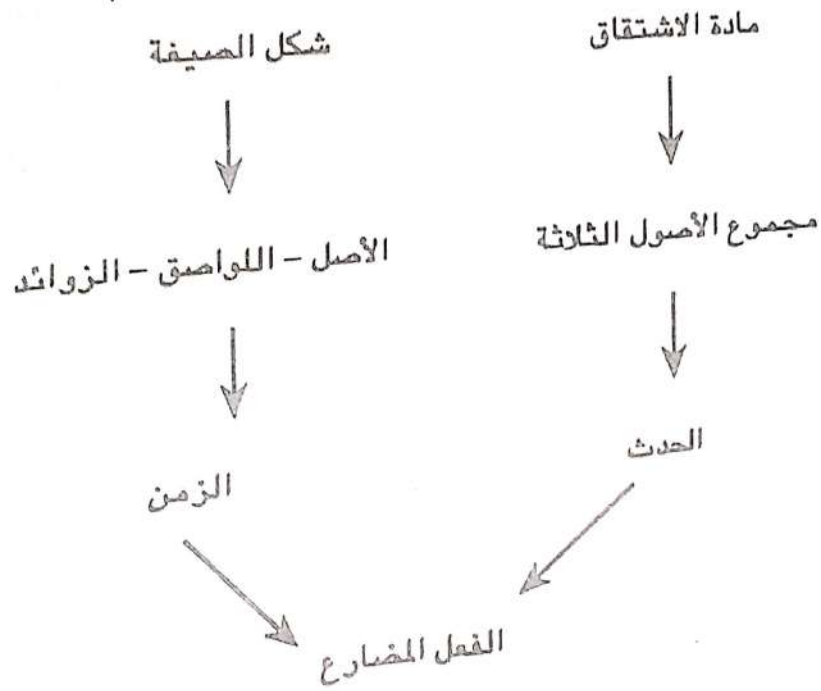 مادة الاشتقاق
شكل الصيغة
مجموع الأصول الثلاثة
الأصل – اللواصق – الزوائد
الحدث
الزمن
الفعل المضارع